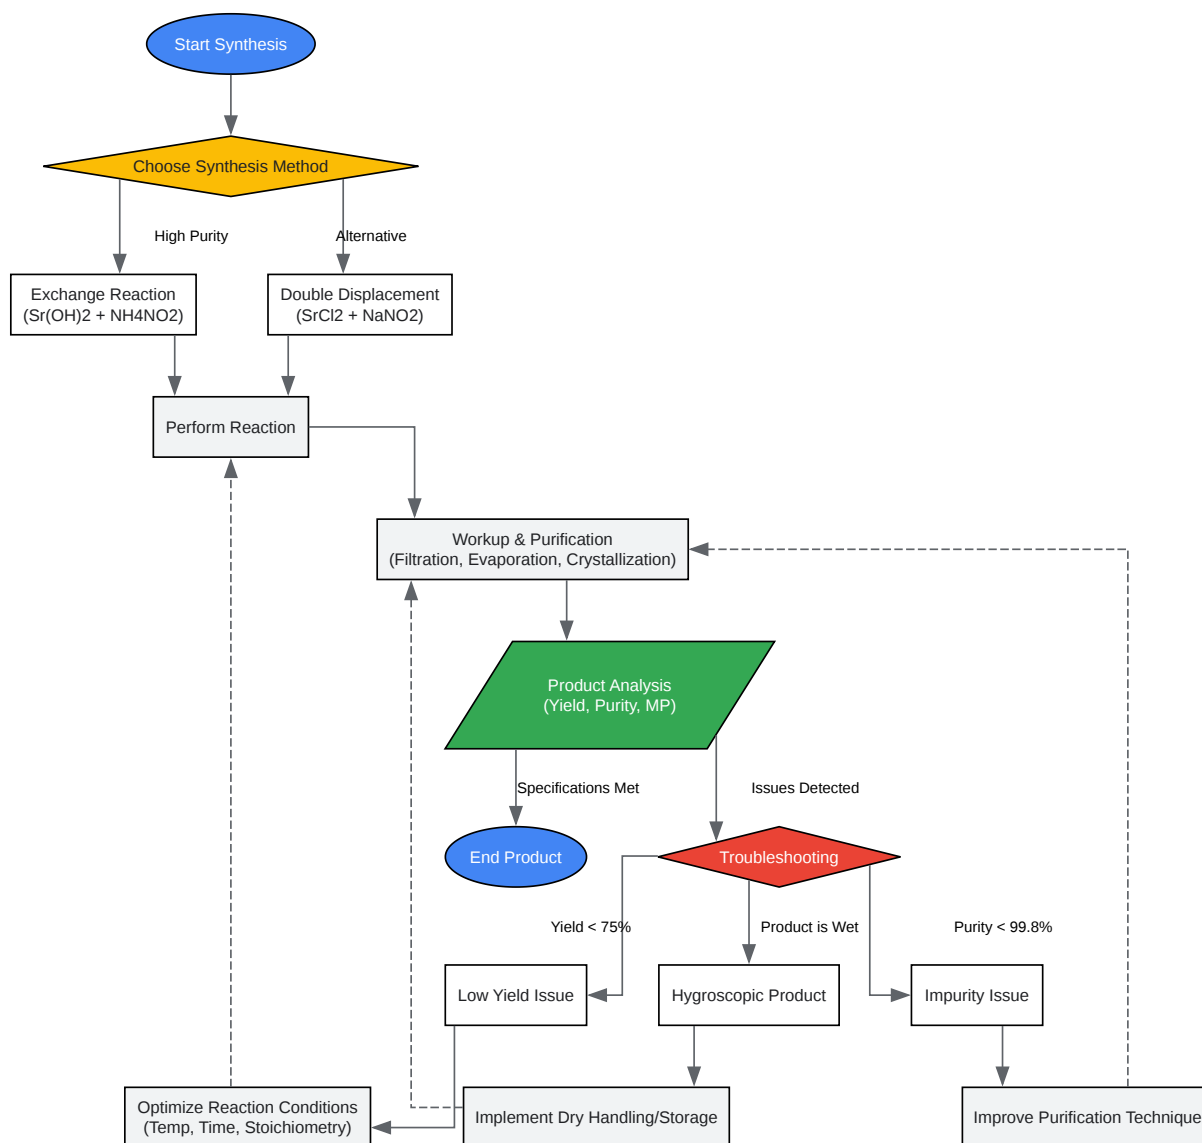 Start Synthesis
Choose Synthesis Method
High Purity
Alternative
Exchange Reaction
(Sr(OH)2 + NH4NO2)
Double Displacement
(SrCl2 + NaNO2)
Perform Reaction
Workup & Purification
(Filtration, Evaporation, Crystallization)
Product Analysis
(Yield, Purity, MP)
Specifications Met
Issues Detected
End Product
Troubleshooting
Yield < 75%
Product is Wet
Purity < 99.8%
Low Yield Issue
Hygroscopic Product
Impurity Issue
Optimize Reaction Conditions
(Temp, Time, Stoichiometry)
Implement Dry Handling/Storage
Improve Purification Technique